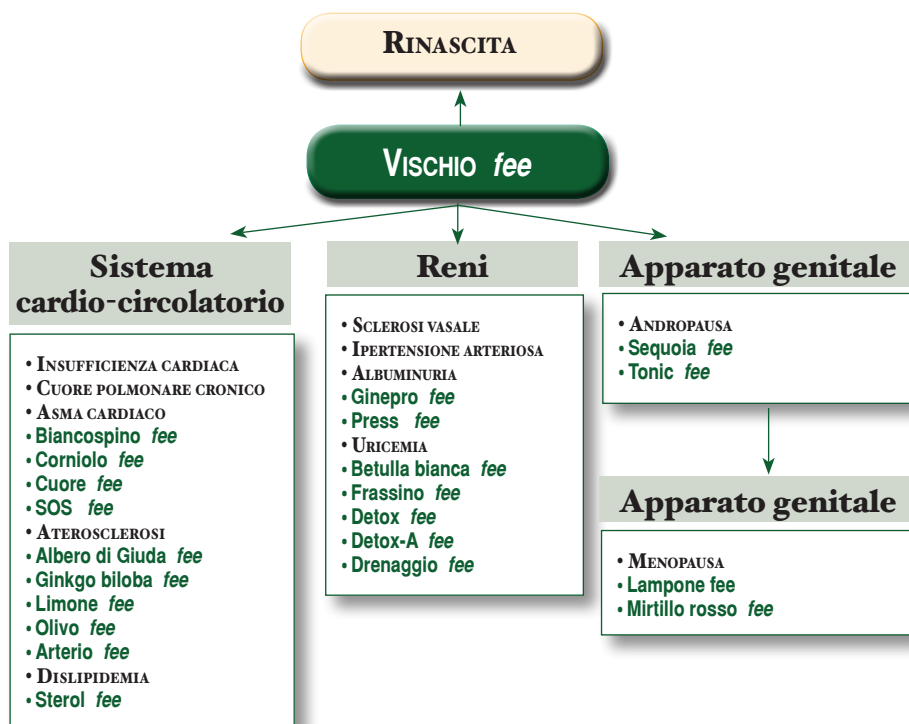 RINASCITA
VISCHIO fee
Sistema
cardio-circolatorio
• INSUFFICIENZA CARDIACA
• CUORE POLMONARE CRONICO
• ASMA CARDIACO
• Biancospino fee
• Corniolo fee
• Cuore fee
• SOS fee
• ATEROSCLEROSI
• Albero di Giuda fee
• Ginkgo biloba fee
• Limone fee
• Olivo fee
• Arterio fee
• DISLIPIDEMIA
• Sterol fee
Reni
• SCLEROSI VASALE
• IPERTENSIONE ARTERIOSA
• ALBUMINURIA
• Ginepro fee
• Press fee
• URICEMIA
• Betulla bianca fee
• Frassino fee
• Detox fee
• Detox-A fee
• Drenaggio fee
Apparato genitale
• ANDROPAUSA
• Sequoia fee
• Tonic fee
Apparato genitale
• MENOPAUSA
• Lampone fee
• Mirtillo rosso fee